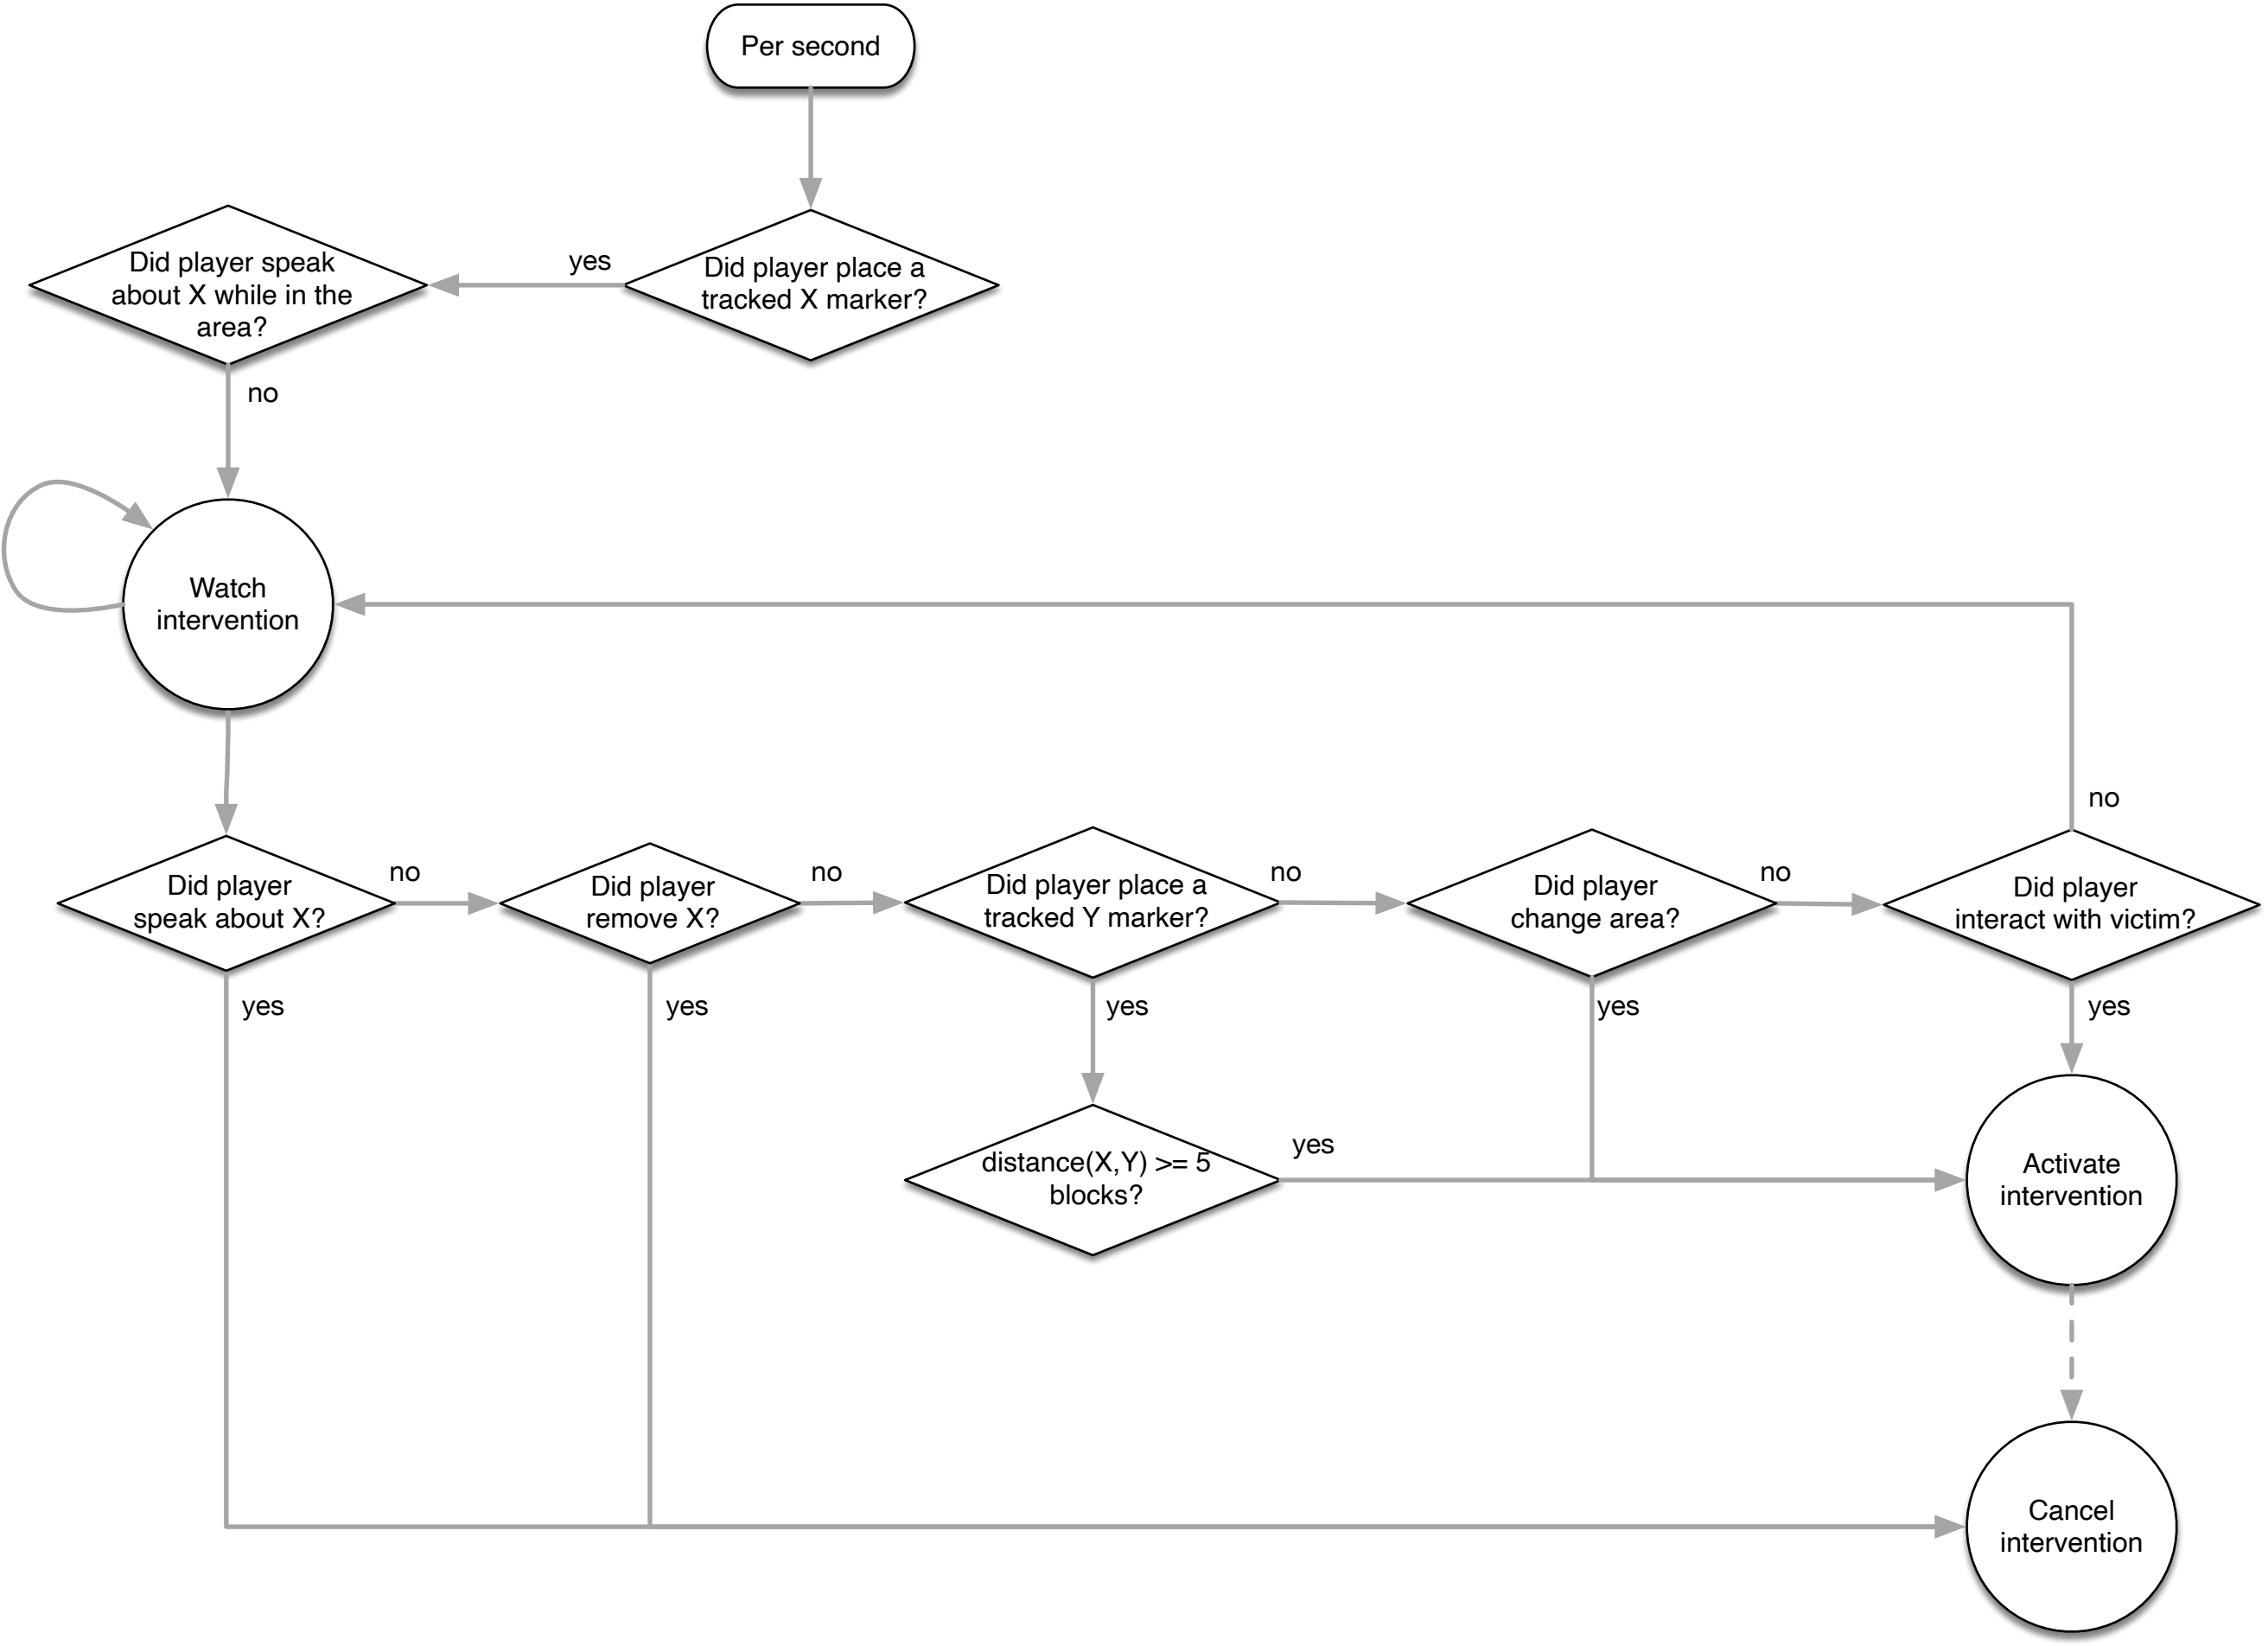 Per second
Did player speak
about X while in the
area?
yes
Did player place a
tracked X marker?
no
Watch
intervention
no
Did player
speak about X?
no
Did player
remove X?
no
Did player place a
tracked Y marker?
no
Did player
change area?
no
Did player
interact with victim?
yes
yes
yes
yes
yes
distance(X,Y) >= 5
blocks?
yes
Activate
intervention
Cancel
intervention